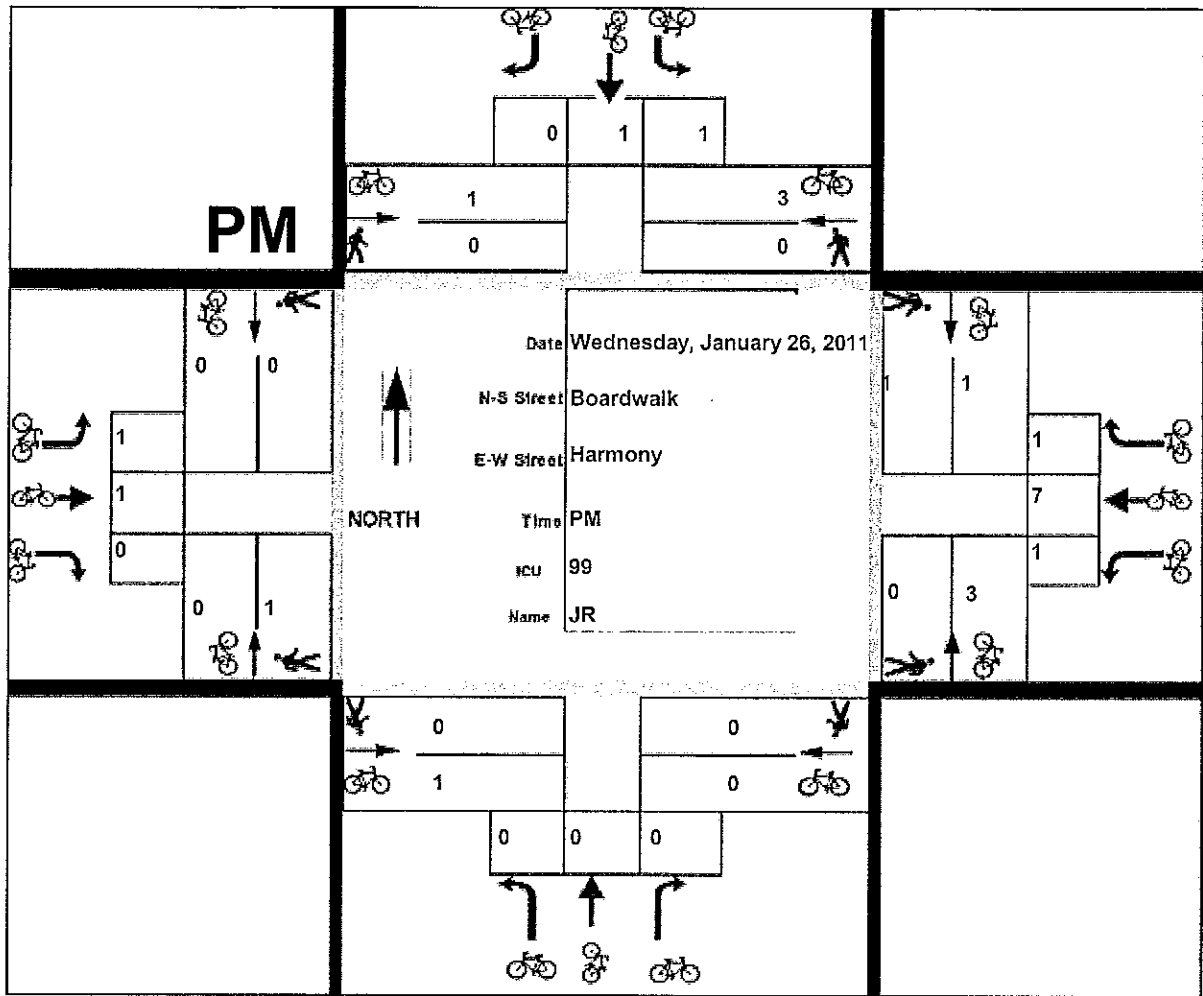 0 1 1
1 3
PM
0 0
Date Wednesday, January 26, 2011
0 0
1 1
N-S Street Boardwalk
1
1
E-W Street Harmony
1
7
NORTH
Time PM
0
1
ICU 99
0 1
0 3
Name JR
0 0
1 0
0 0 0